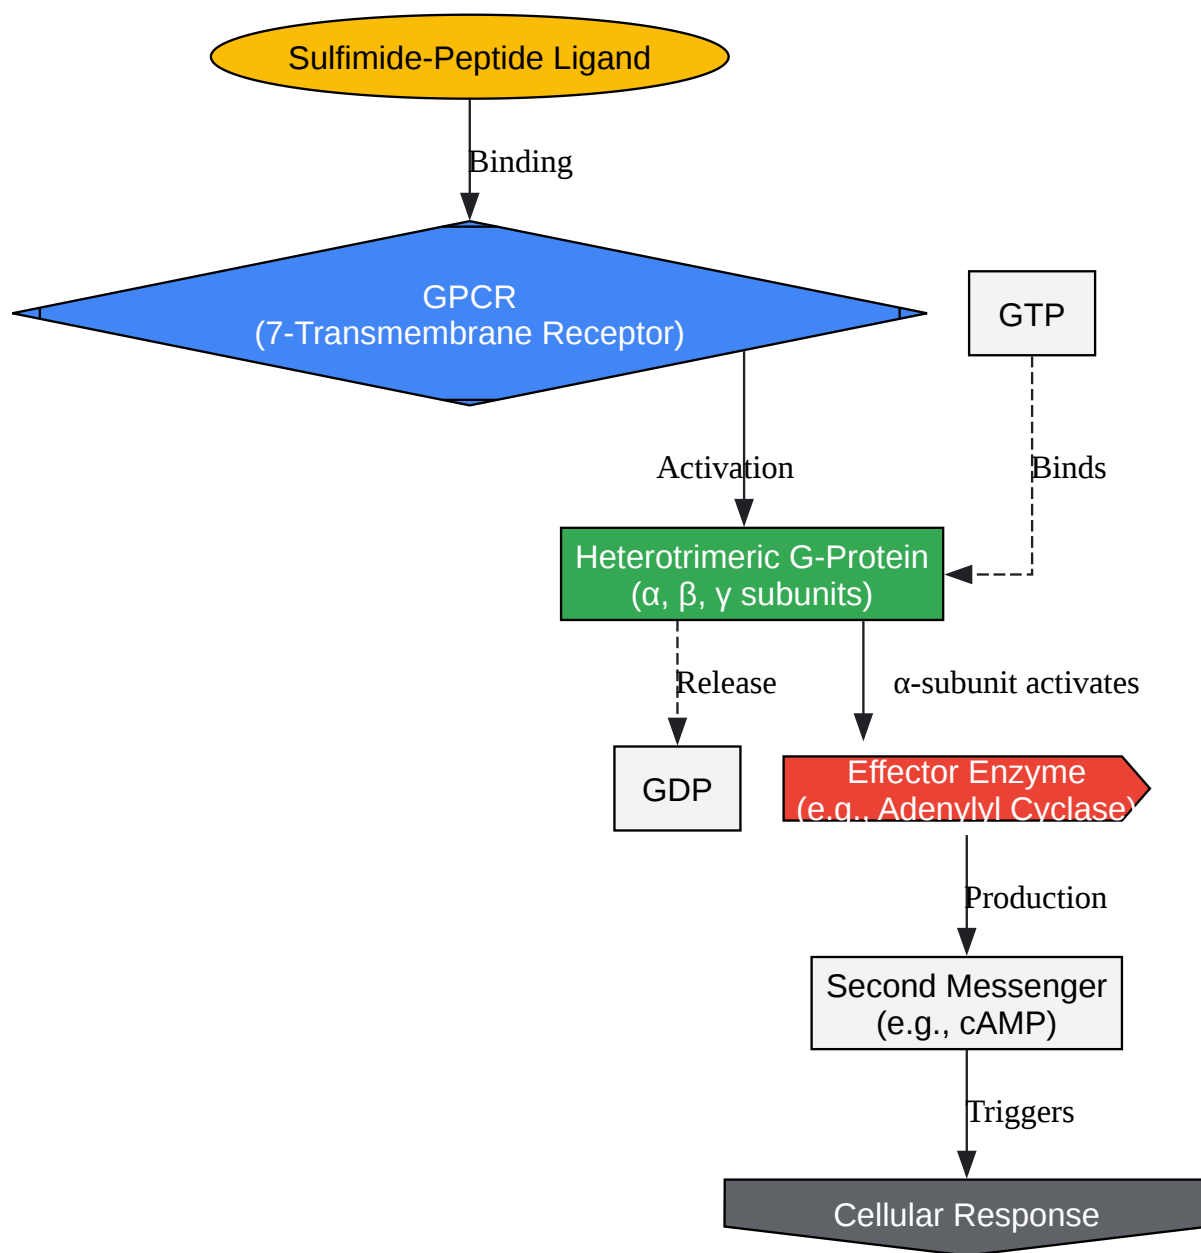 Sulfimide-Peptide Ligand
Binding
GPCR
(7-Transmembrane Receptor)
GTP
Activation
Binds
Heterotrimeric G-Protein
(α, β, γ subunits)
Release
α-subunit activates
GDP
Effector Enzyme
(e.g., Adenylyl Cyclase)
Production
Second Messenger
(e.g., cAMP)
Triggers
Cellular Response